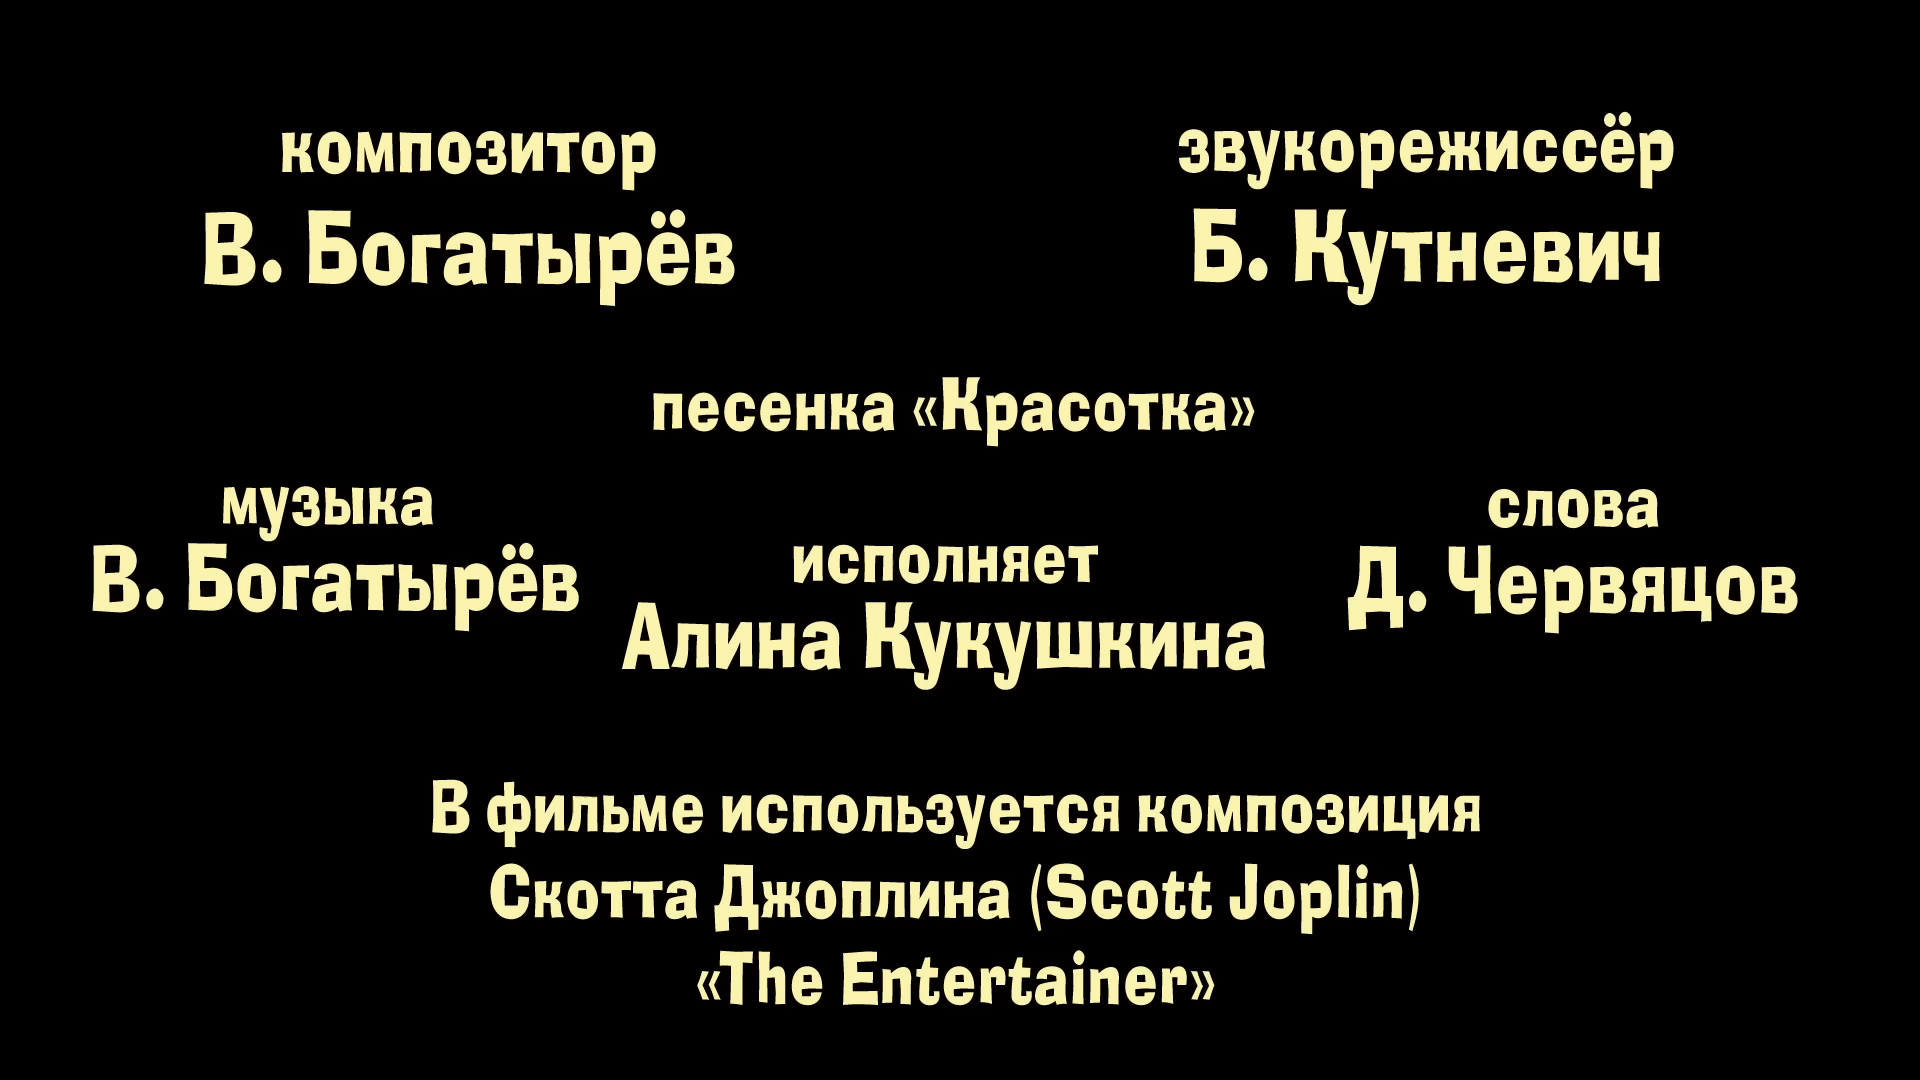 композитор
В. Богатырёв
звукорежиссёр
Б. Кутневич
песенка «Красотка»
музыка
В. Богатырёв
исполняет
Алина Кукушкина
слова
Д. Червяцов
В фильме используется композиция
Скотта Джоплина (Scott Joplin)
«The Entertainer»